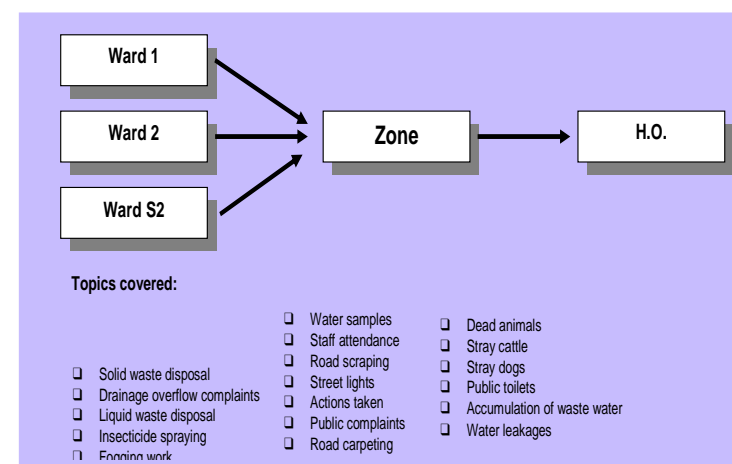 Ward 1
Ward 2
Ward S2
Zone
H.O.
Topics covered:
❑ Solid waste disposal
❑ Drainage overflow complaints
❑ Liquid waste disposal
❑ Insecticide spraying
❑ Fogging work
❑ Water samples
❑ Staff attendance
❑ Road scraping
❑ Street lights
❑ Actions taken
❑ Public complaints
❑ Road carpeting
❑ Dead animals
❑ Stray cattle
❑ Stray dogs
❑ Public toilets
❑ Accumulation of waste water
❑ Water leakages